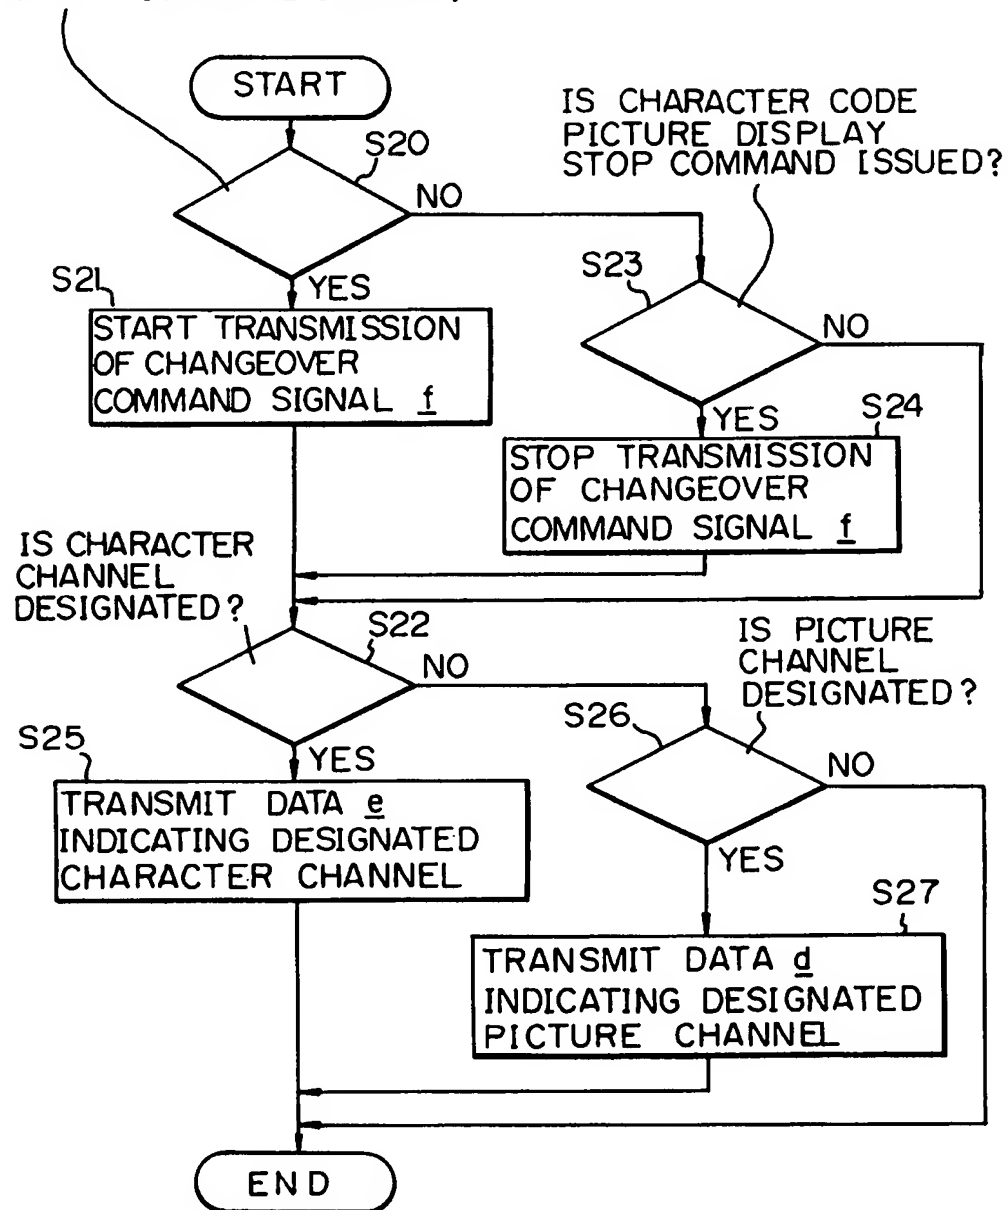 START
S20
IS CHARACTER CODE
PICTURE DISPLAY
STOP COMMAND ISSUED?
NO
YES
S21
START TRANSMISSION
OF CHANGEOVER
COMMAND SIGNAL f
S23
NO
YES
S24
STOP TRANSMISSION
OF CHANGEOVER
COMMAND SIGNAL f
IS CHARACTER
CHANNEL
DESIGNATED?
S22
NO
YES
IS PICTURE
CHANNEL
DESIGNATED?
S26
NO
YES
S25
TRANSMIT DATA e
INDICATING DESIGNATED
CHARACTER CHANNEL
S27
TRANSMIT DATA d
INDICATING DESIGNATED
PICTURE CHANNEL
END